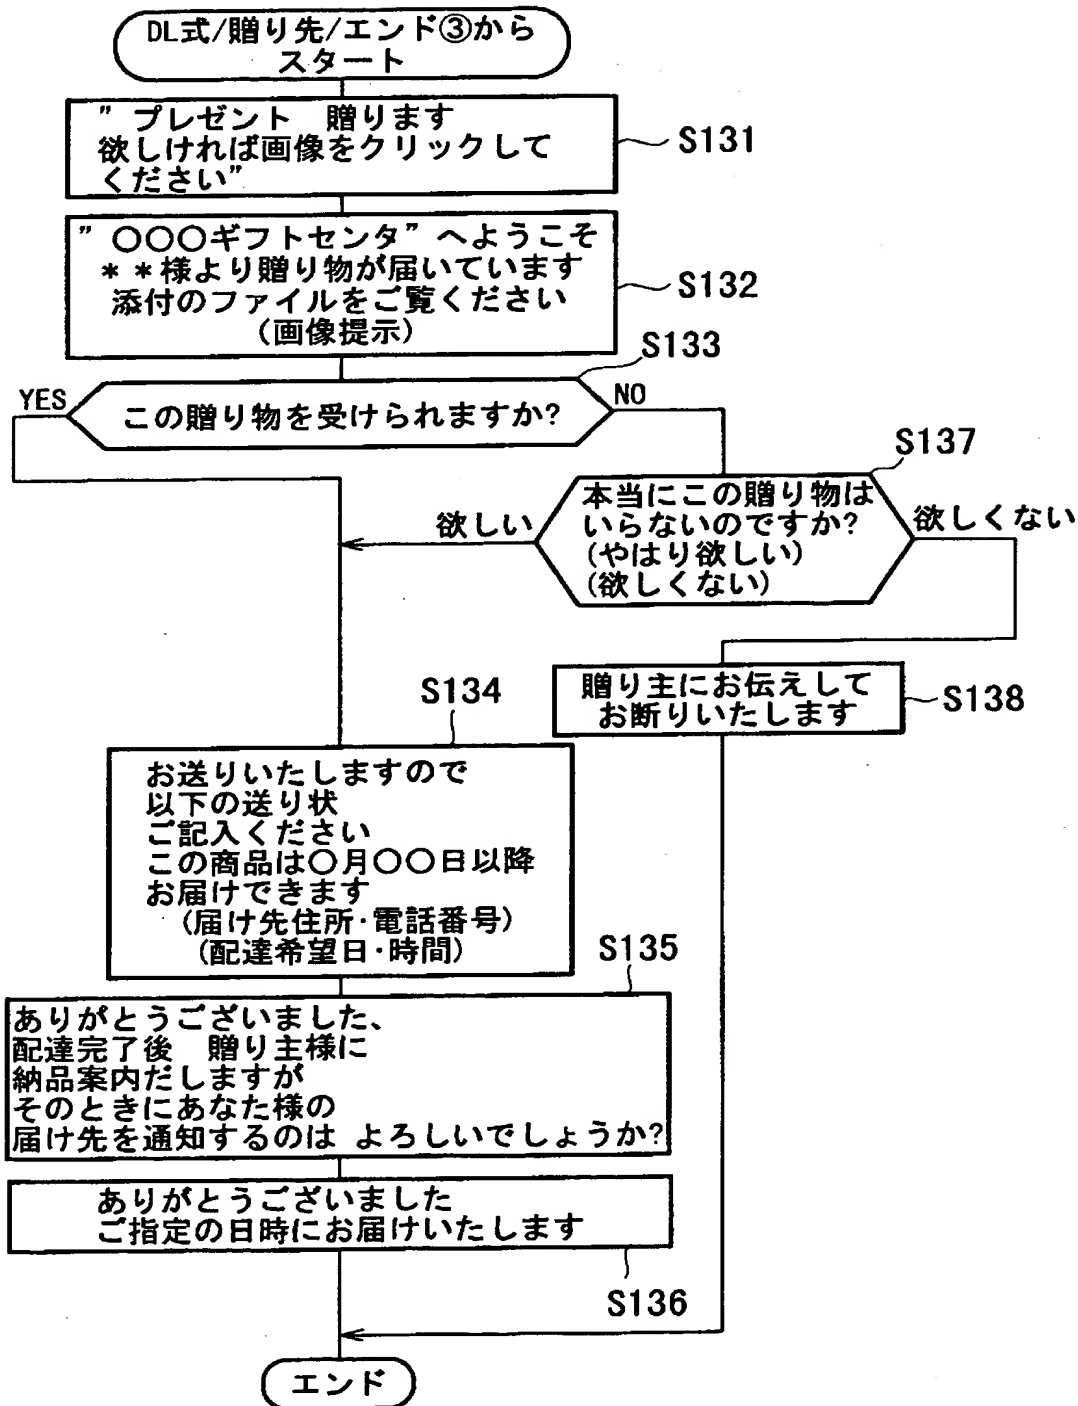 DL式/贈り先/エンド③から
スタート
” プレゼント 贈ります
欲しければ画像をクリックして
ください”
S131
” ○○○ギフトセンタ” へようこそ
＊＊様より贈り物が届いています
添付のファイルをご覧ください
(画像提示)
S132
S133
YES
この贈り物を受けられますか?
NO
S137
本当にこの贈り物は
いらないのですか?
(やはり欲しい)
(欲しくない)
欲しい
欲しくない
贈り主にお伝えして
お断りいたします
S138
S134
お送りいたしますので
以下の送り状
ご記入ください
この商品は○月○○日以降
お届けできます
(届け先住所・電話番号)
(配達希望日・時間)
S135
ありがとうございました、
配達完了後 贈り主様に
納品案内だしますが
そのときにあなた様の
届け先を通知するのは よろしいでしょうか?
ありがとうございました
ご指定の日時にお届けいたします
S136
エンド